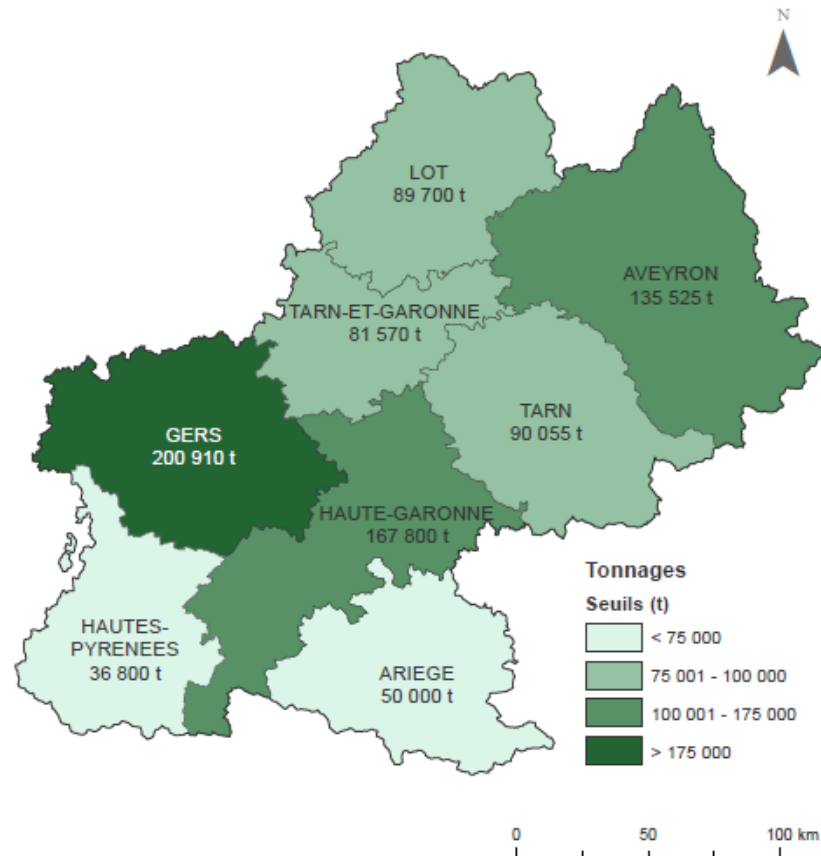 N
LOT
89 700 t
AVEYRON
135 525 t
TARN-ET-GARONNE
81 570 t
TARN
90 055 t
GERS
200 910 t
HAUTE-GARONNE
167 800 t
HAUTES-
PYRENEES
36 800 t
ARIEGE
50 000 t
Tonnages
Seuils (t)
< 75 000
75 001 - 100 000
100 001 - 175 000
> 175 000
0 50 100 km